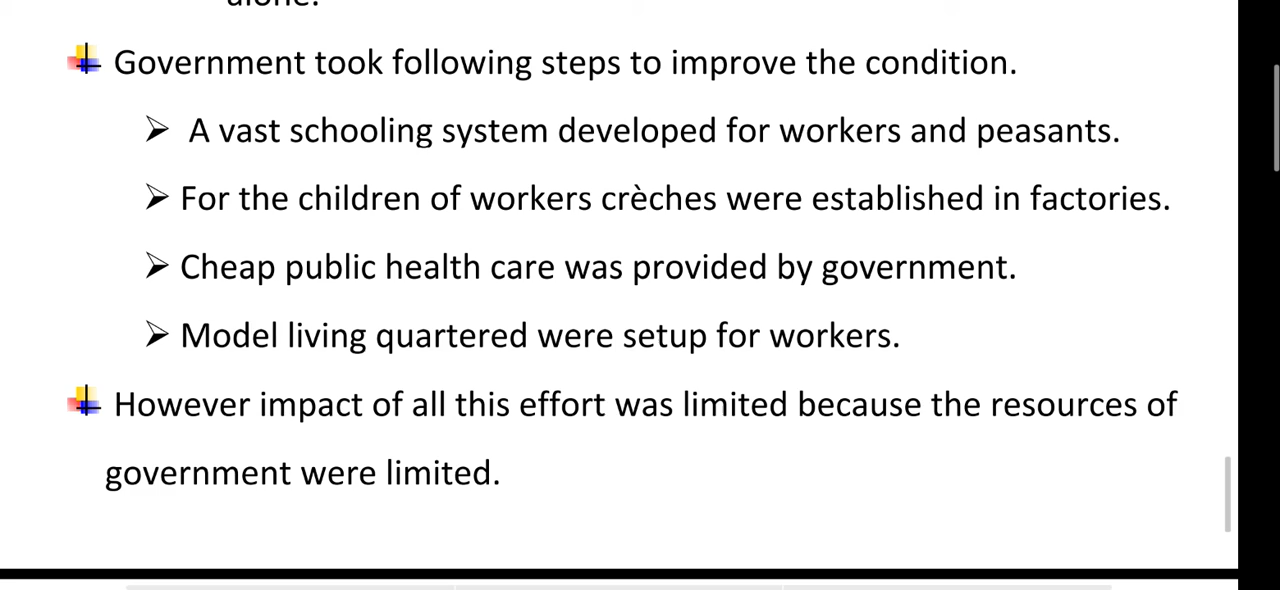 alone.
Government took following steps to improve the condition.
➢ A vast schooling system developed for workers and peasants.
➢ For the children of workers crèches were established in factories.
➢ Cheap public health care was provided by government.
➢ Model living quartered were setup for workers.
However impact of all this effort was limited because the resources of
government were limited.